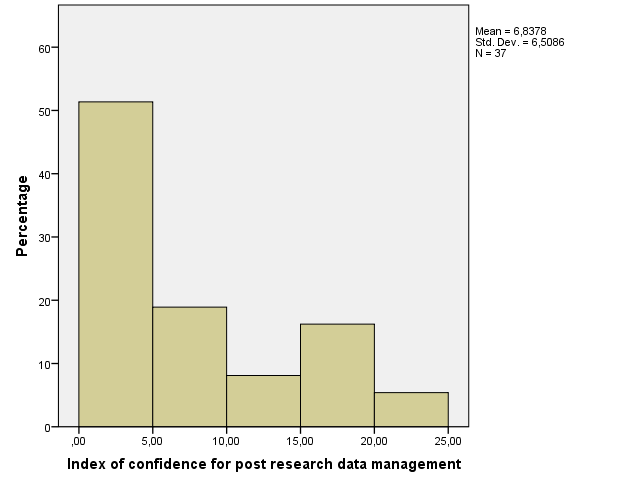 Mean = 6,8378
Std. Dev. = 6,5086
N = 37
Percentage
60
50
40
30
20
10
0
,00 5,00 10,00 15,00 20,00 25,00
Index of confidence for post research data management